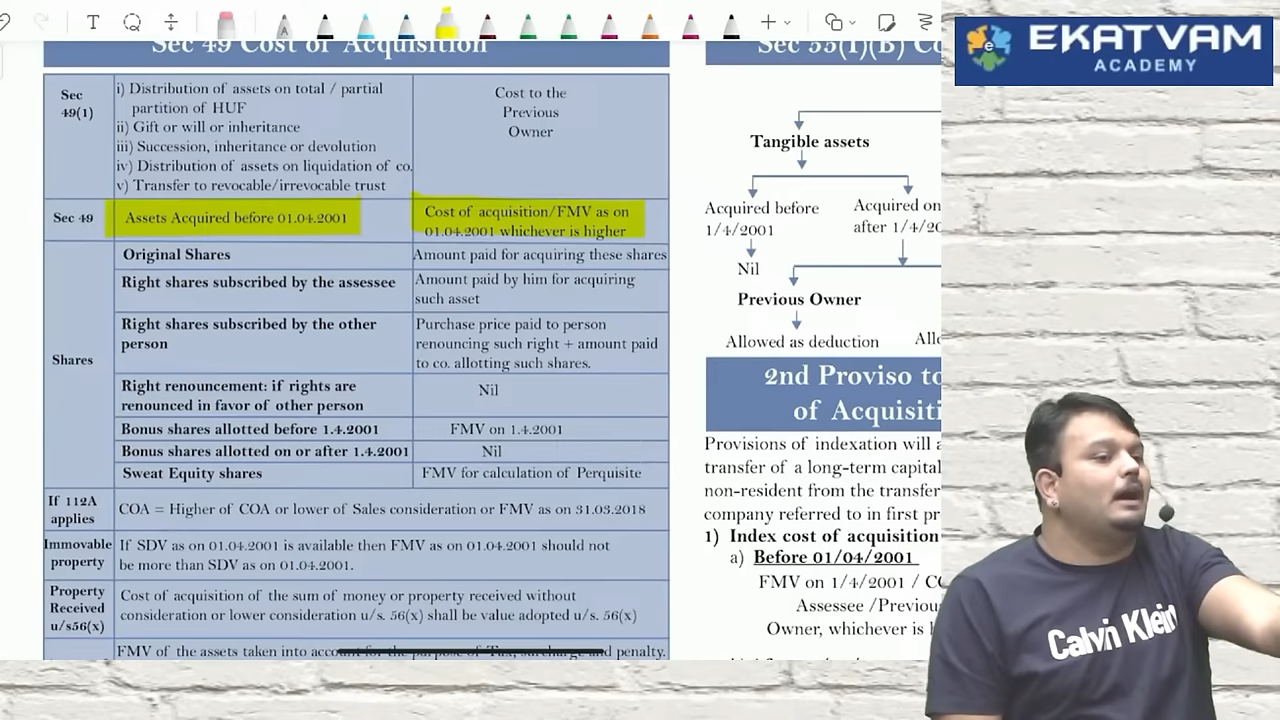 EKATVAM
ACADEMY
Sec 49 Cost of Acquisition
Sec
49(1)
i) Distribution of assets on total / partial
partition of HUF
ii) Gift or will or inheritance
iii) Succession, inheritance or devolution
iv) Distribution of assets on liquidation of co.
v) Transfer to revocable/irrevocable trust
Cost to the
Previous
Owner
Sec 49
Assets Acquired before 01.04.2001
Cost of acquisition/FMV as on
01.04.2001 whichever is higher
Shares
Original Shares
Amount paid for acquiring these shares
Right shares subscribed by the assessee
Amount paid by him for acquiring
such asset
Right shares subscribed by the other
person
Purchase price paid to person
renouncing such right + amount paid
to co. allotting such shares.
Right renouncement: if rights are
renounced in favor of other person
Nil
Bonus shares allotted before 1.4.2001
FMV on 1.4.2001
Bonus shares allotted on or after 1.4.2001
Nil
Sweat Equity shares
FMV for calculation of Perquisite
If 112A
applies
COA = Higher of COA or lower of Sales consideration or FMV as on 31.03.2018
Immovable
property
If SDV as on 01.04.2001 is available then FMV as on 01.04.2001 should not
be more than SDV as on 01.04.2001.
Property
Received
u/s56(x)
Cost of acquisition of the sum of money or property received without
consideration or lower consideration u/s. 56(x) shall be value adopted u/s. 56(x)
FMV of the assets taken into account for the purpose of Tax, surcharge and penalty.
Sec 55(1)(B) Co
Tangible assets
Acquired before
1/4/2001
Acquired on
after 1/4/20
Nil
Previous Owner
Allowed as deduction
All
2nd Proviso to
of Acquisiti
Provisions of indexation will a
transfer of a long-term capital
non-resident from the transfer
company referred to in first pr
1) Index cost of acquisition
a) Before 01/04/2001
FMV on 1/4/2001 / CO
Assessee /Previou
Owner, whichever is h
Calvin Klein